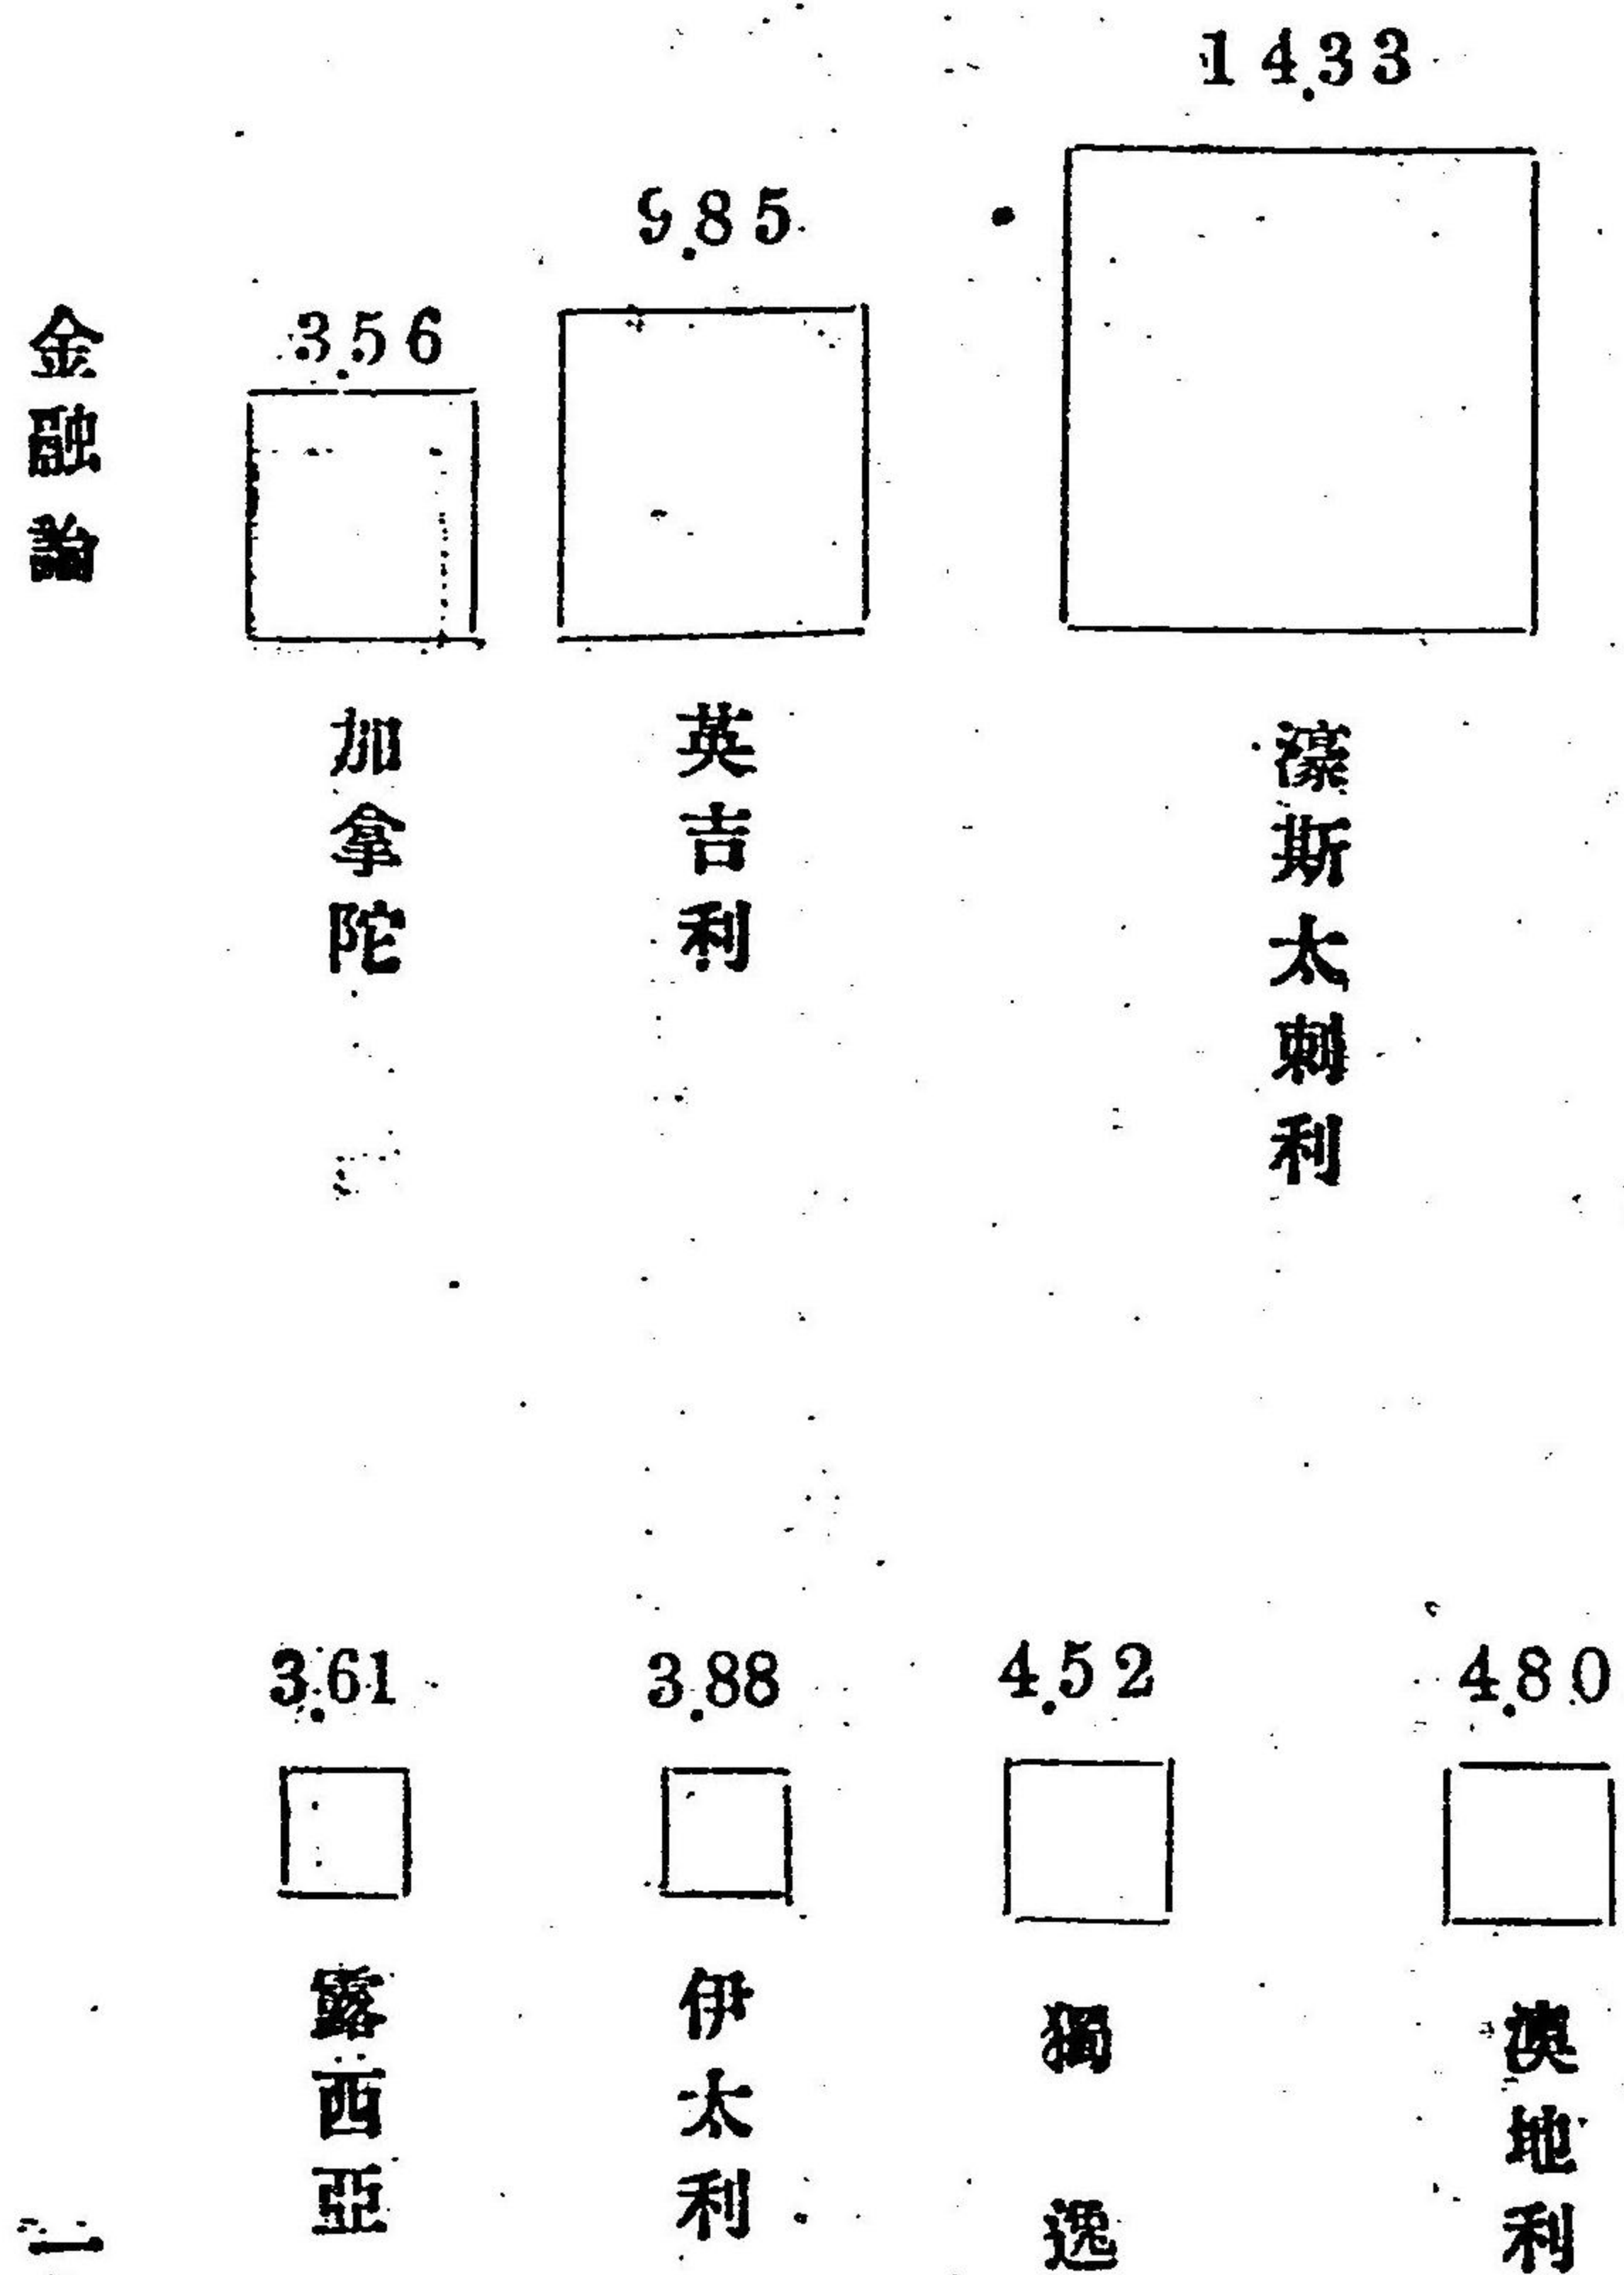 14.33
濠斯太剌利
9.85
英吉利
3.56
加拿陀
4.80
澳地利
4.52
獨逸
3.88
伊太利
3.61
露西亞
金融論
一